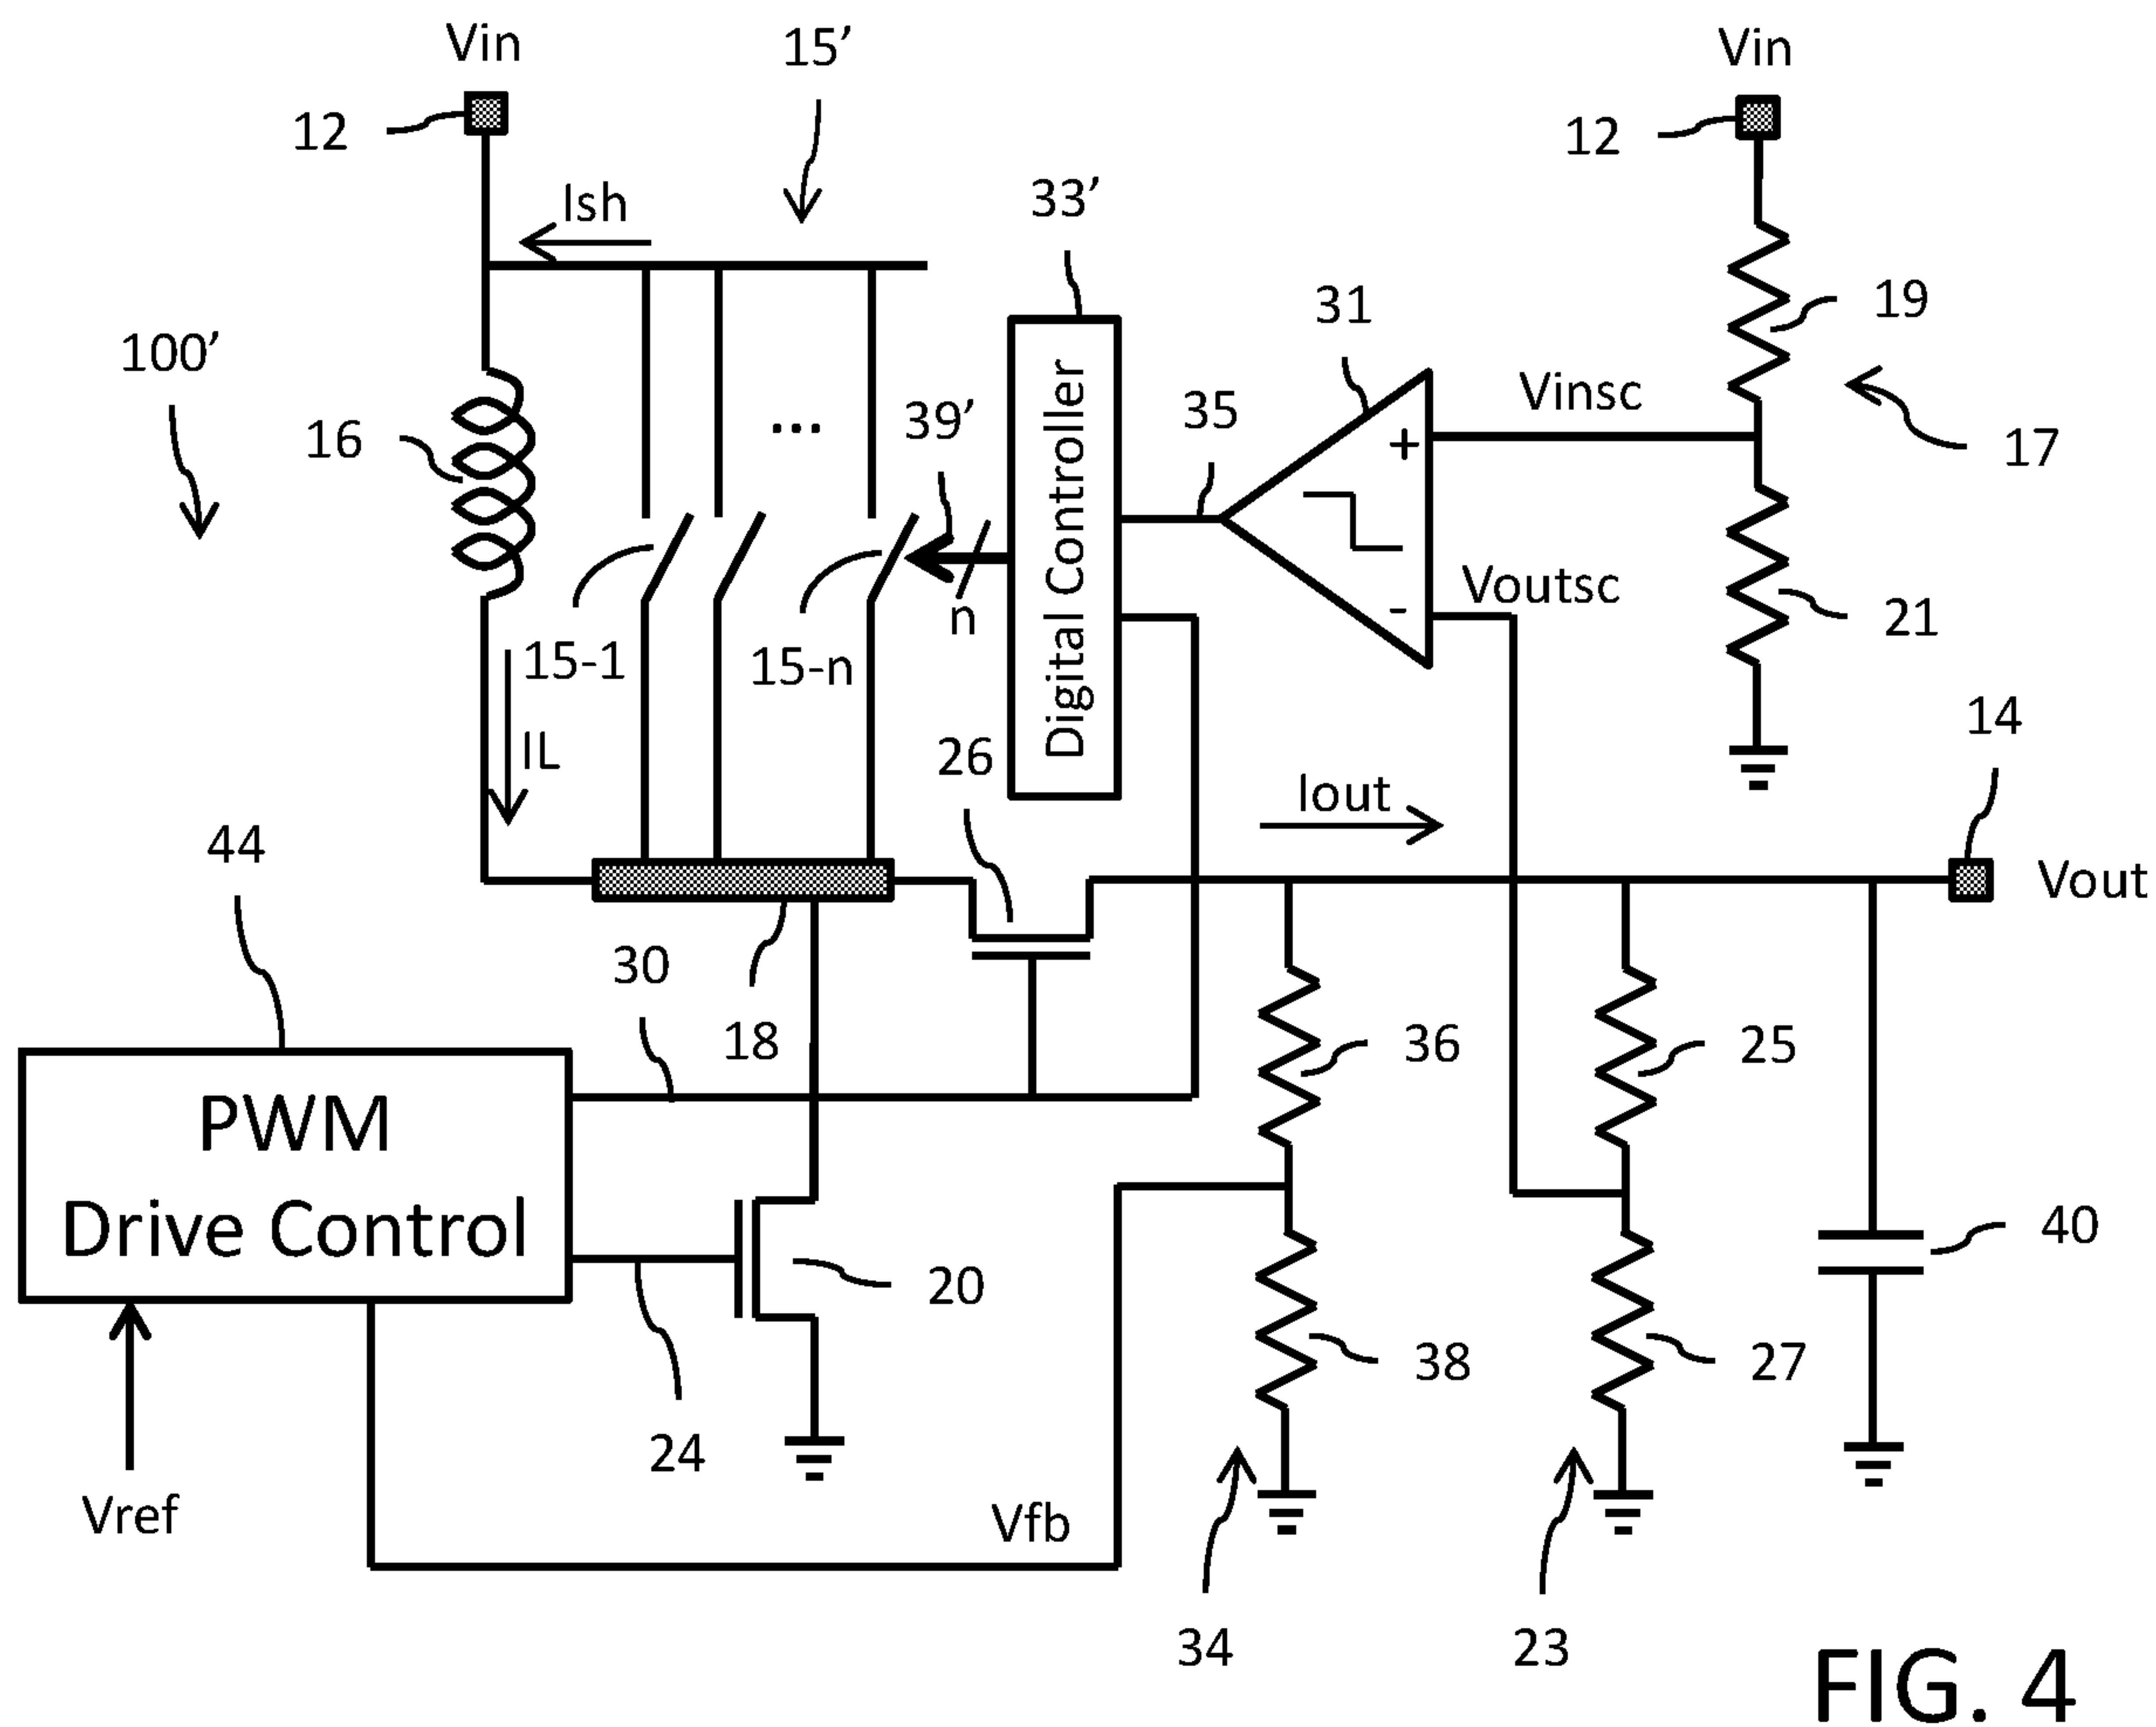 Vin
15’
Vin
12
12
Ish
33’
31
19
100’
Vinsc
39’
35
16
...
+
17
Digital Controller
Voutsc
-
n
21
15-1
15-n
14
IL
26
Iout
44
Vout
30
18
36
25
PWM
Drive Control
40
20
38
27
24
Vref
Vfb
34
23
FIG. 4